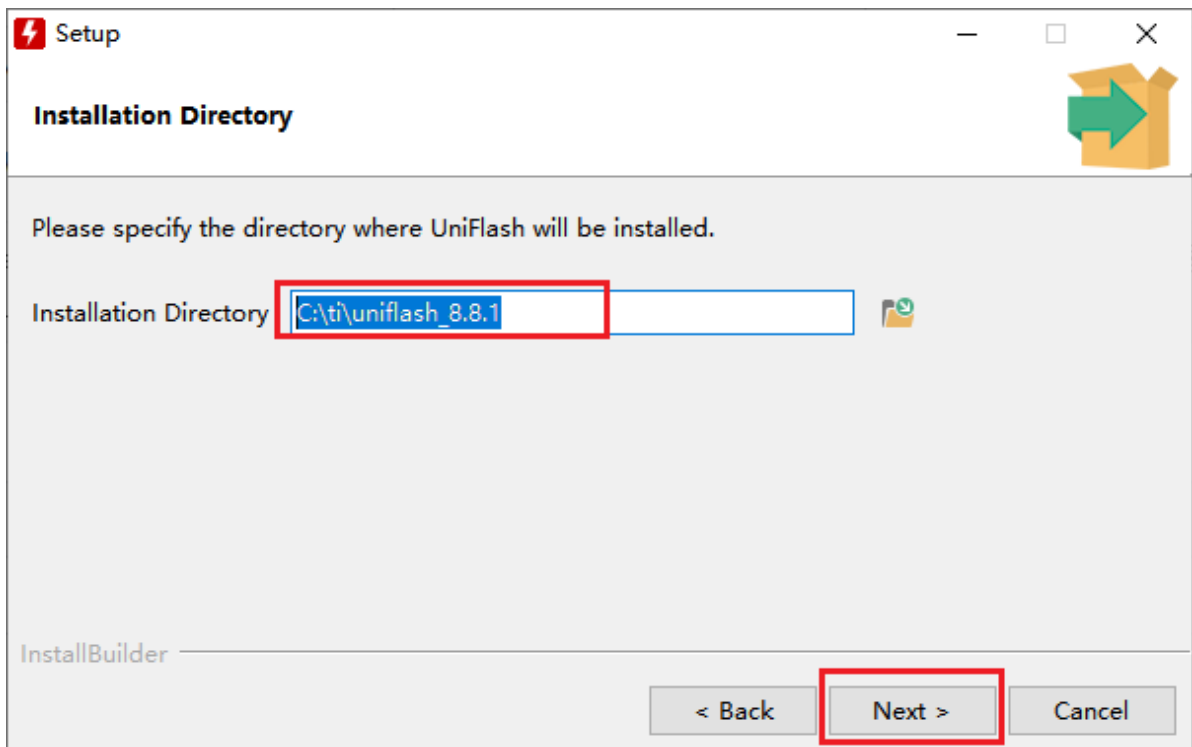 Setup
Installation Directory
Please specify the directory where UniFlash will be installed.
Installation Directory C:\ti\uniflash_8.8.1
InstallBuilder
< Back Next > Cancel